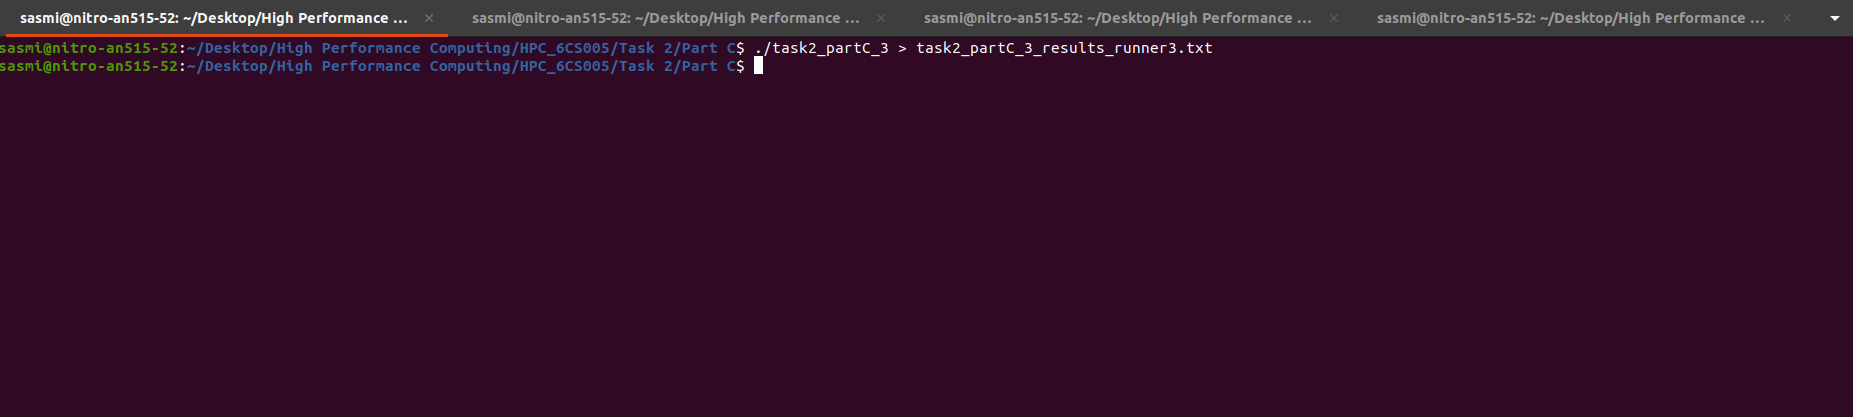 sasmi@nitro-an515-52: ~/Desktop/High Performance ... × sasmi@nitro-an515-52: ~/Desktop/High Performance ... × sasmi@nitro-an515-52: ~/Desktop/High Performance ... × sasmi@nitro-an515-52: ~/Desktop/High Performance ... ×
sasmi@nitro-an515-52:~/Desktop/High Performance Computing/HPC_6CS005/Task 2/Part C$ ./task2_partC_3 > task2_partC_3_results_runner3.txt
sasmi@nitro-an515-52:~/Desktop/High Performance Computing/HPC_6CS005/Task 2/Part C$